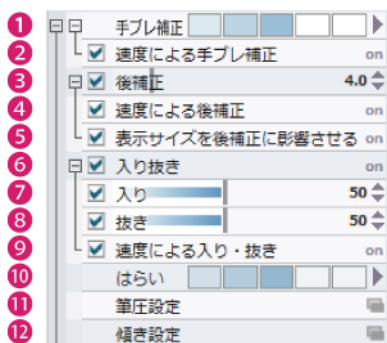 1 手ブレ補正
2 速度による手ブレ補正 on
3 後補正 4.0
4 速度による後補正 on
5 表示サイズを後補正に影響させる on
6 入り抜き on
7 入り 50
8 抜き 50
9 速度による入り・抜き on
10 はらい
11 筆圧設定
12 傾き設定